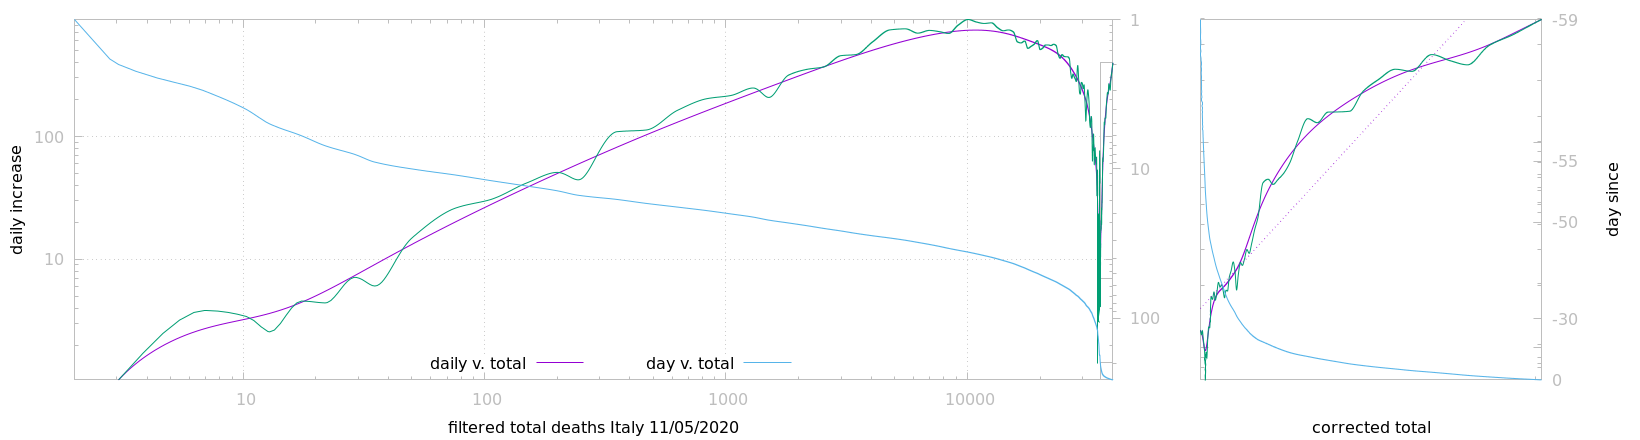 1
-59
100
daily increase
10
-55
-50
day since
10
100
-30
daily v. total
day v. total
0
10
100
1000
10000
filtered total deaths Italy 11/05/2020
corrected total